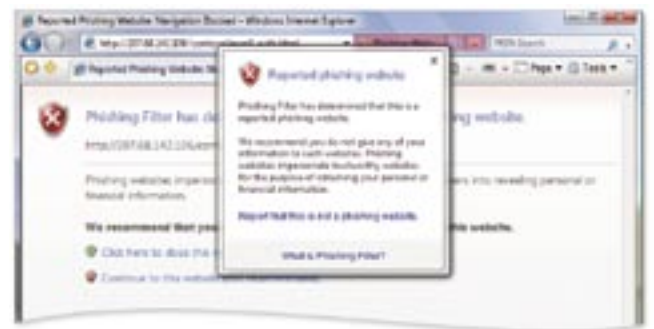 Reported Phishing Website Navigation Blocked - Windows Internet Explorer
Page
Tools
Reported phishing website
Phishing Filter has determined that this is a
reported phishing website.
We recommend you do not give any of your
information to such websites. Phishing
websites impersonate trustworthy websites
for the purpose of obtaining your personal or
financial information.
Report that this is not a phishing website.
What is Phishing Filter?
Phishing Filter has de
ng website.
Phishing websites impersona
ers into revealing personal or
financial information.
We recommend that you
this website.
Click here to close this
Continue to this website